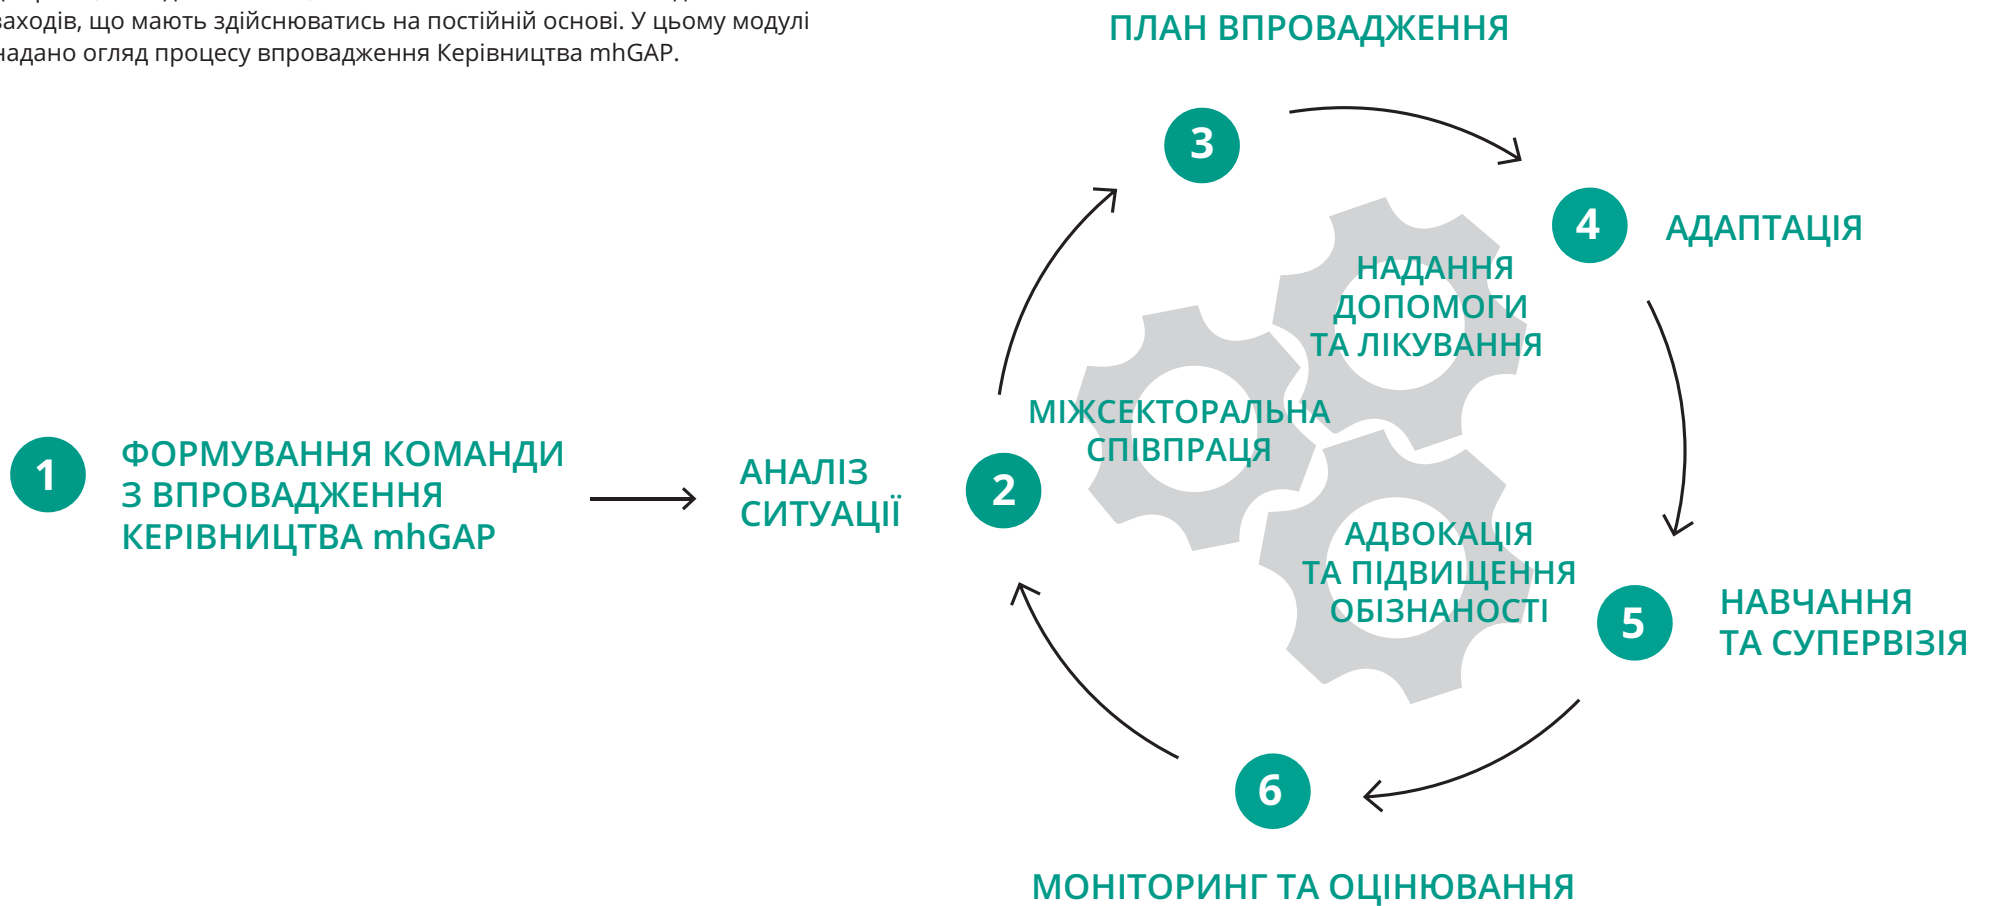 заходів, що мають здійснюватись на постійній основі. У цьому модулі
надано огляд процесу впровадження Керівництва mhGAP.
ПЛАН ВПРОВАДЖЕННЯ
3
4
АДАПТАЦІЯ
НАДАННЯ
ДОПОМОГИ
ТА ЛІКУВАННЯ
МІЖСЕКТОРАЛЬНА
СПІВПРАЦЯ
1
ФОРМУВАННЯ КОМАНДИ
З ВПРОВАДЖЕННЯ
КЕРІВНИЦТВА mhGAP
АНАЛІЗ
СИТУАЦІЇ
2
АДВОКАЦІЯ
ТА ПІДВИЩЕННЯ
ОБІЗНАНОСТІ
5
НАВЧАННЯ
ТА СУПЕРВІЗІЯ
6
МОНІТОРИНГ ТА ОЦІНЮВАННЯ